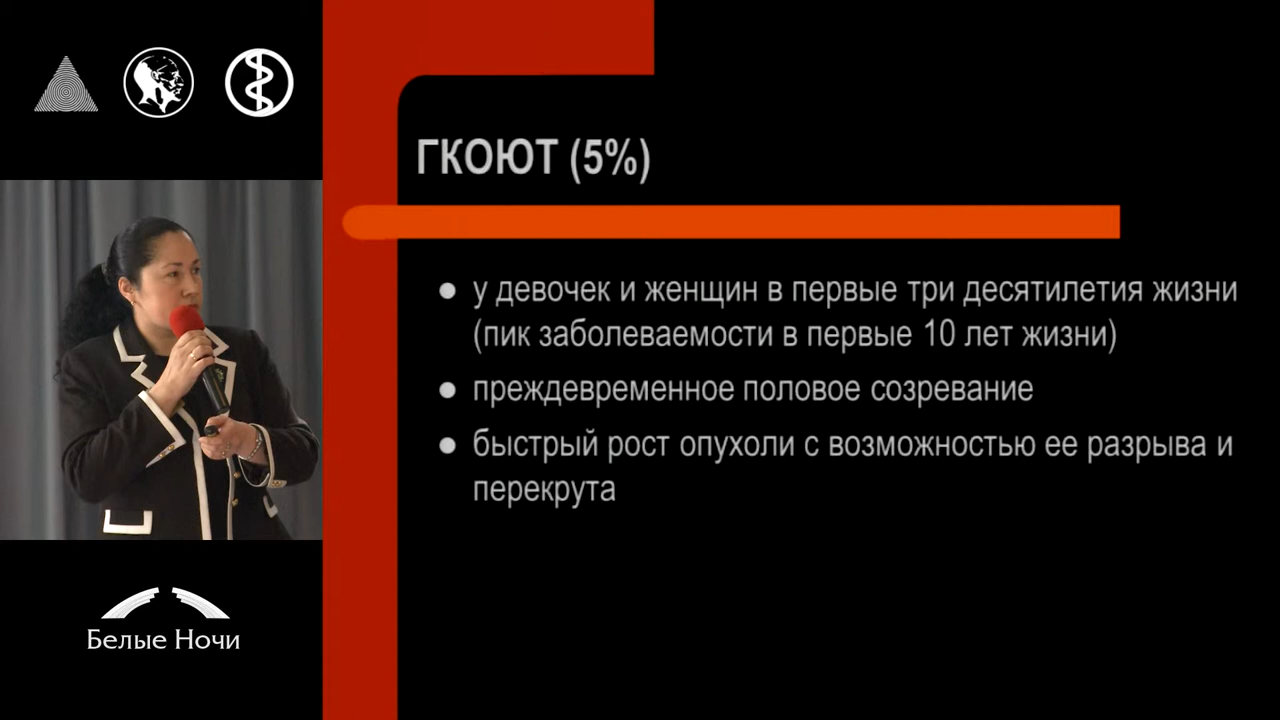 ГКОЮТ (5%)
● у девочек и женщин в первые три десятилетия жизни
(пик заболеваемости в первые 10 лет жизни)
● преждевременное половое созревание
● быстрый рост опухоли с возможностью ее разрыва и
перекрута
Белые Ночи